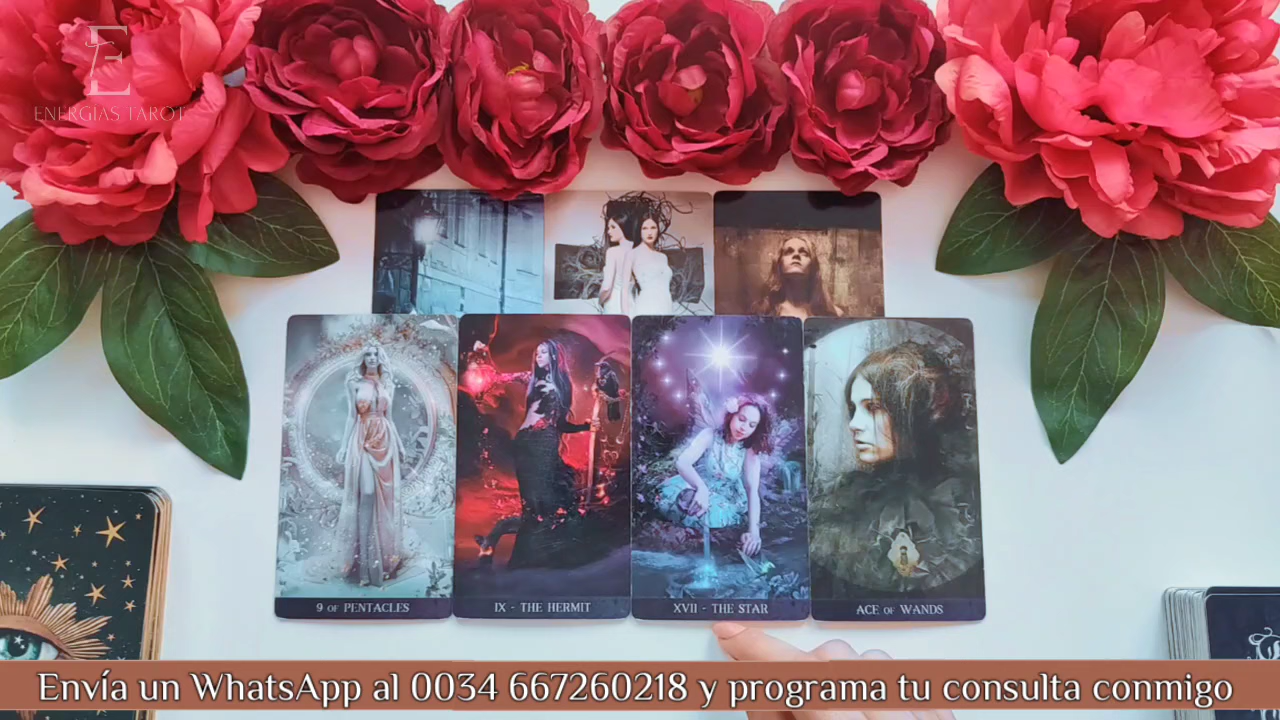 E
ENERGÍAS TAROT
9 OF PENTACLES
IX - THE HERMIT
XVII - THE STAR
ACE OF WANDS
Envía un WhatsApp al 0034 667260218 y programa tu consulta conmigo